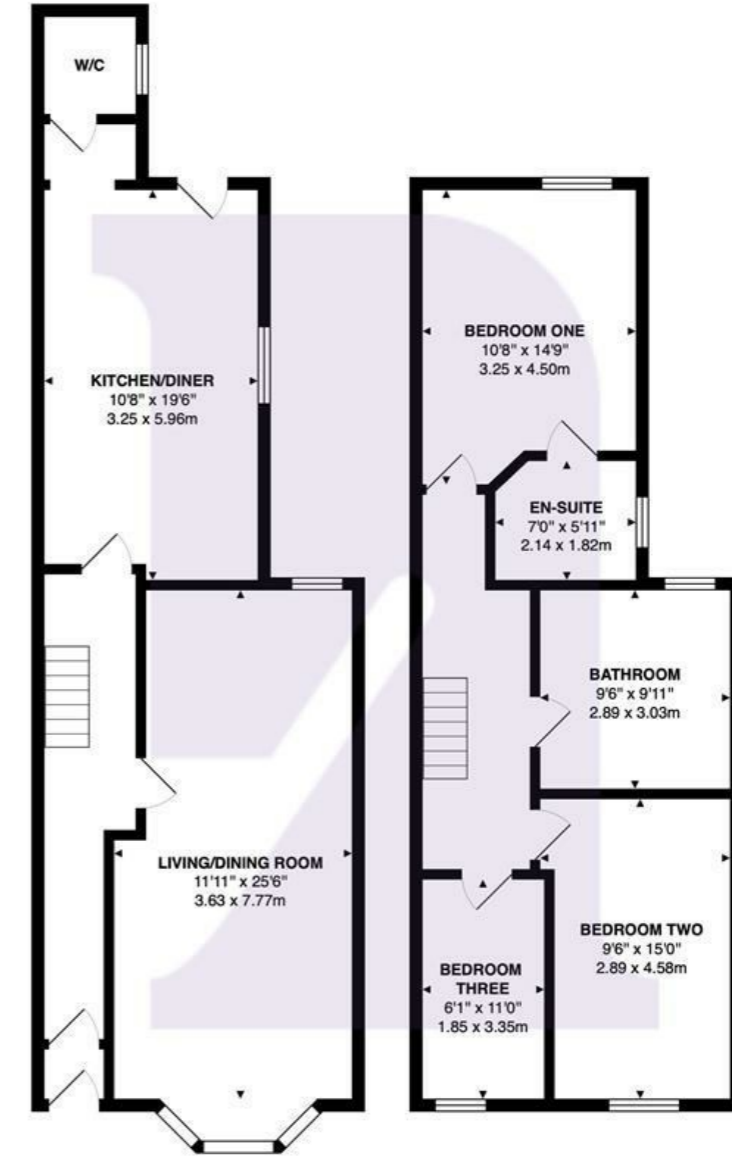 W/C
KITCHEN/DINER
10'8" x 19'6"
3.25 x 5.96m
LIVING/DINING ROOM
11'11" x 25'6"
3.63 x 7.77m
BEDROOM ONE
10'8" x 14'9"
3.25 x 4.50m
EN-SUITE
7'0" x 5'11"
2.14 x 1.82m
BATHROOM
9'6" x 9'11"
2.89 x 3.03m
BEDROOM TWO
9'6" x 15'0"
2.89 x 4.58m
BEDROOM
THREE
6'1" x 11'0"
1.85 x 3.35m